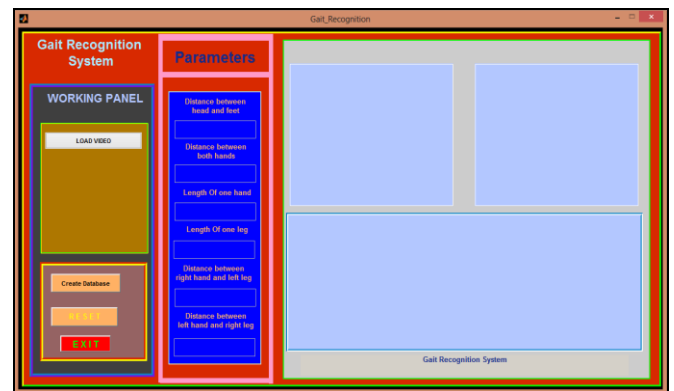 Gait_Recognition
Gait Recognition
System
WORKING PANEL
LOAD VIDEO
Create Database
RESET
EXIT
Parameters
Distance between
head and feet
Distance between
both hands
Length Of one hand
Length Of one leg
Distance between
right hand and left leg
Distance between
left hand and right leg
Gait Recognition System